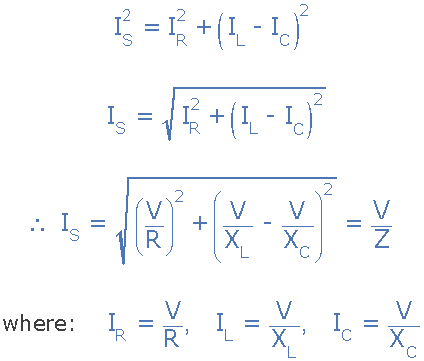 I_S^2 = I_R^2 + (I_L - I_C)^2
I_S = √(I_R^2 + (I_L - I_C)^2)
∴ I_S = √((V/R)^2 + (V/X_L - V/X_C)^2) = V/Z
where: I_R = V/R, I_L = V/X_L, I_C = V/X_C